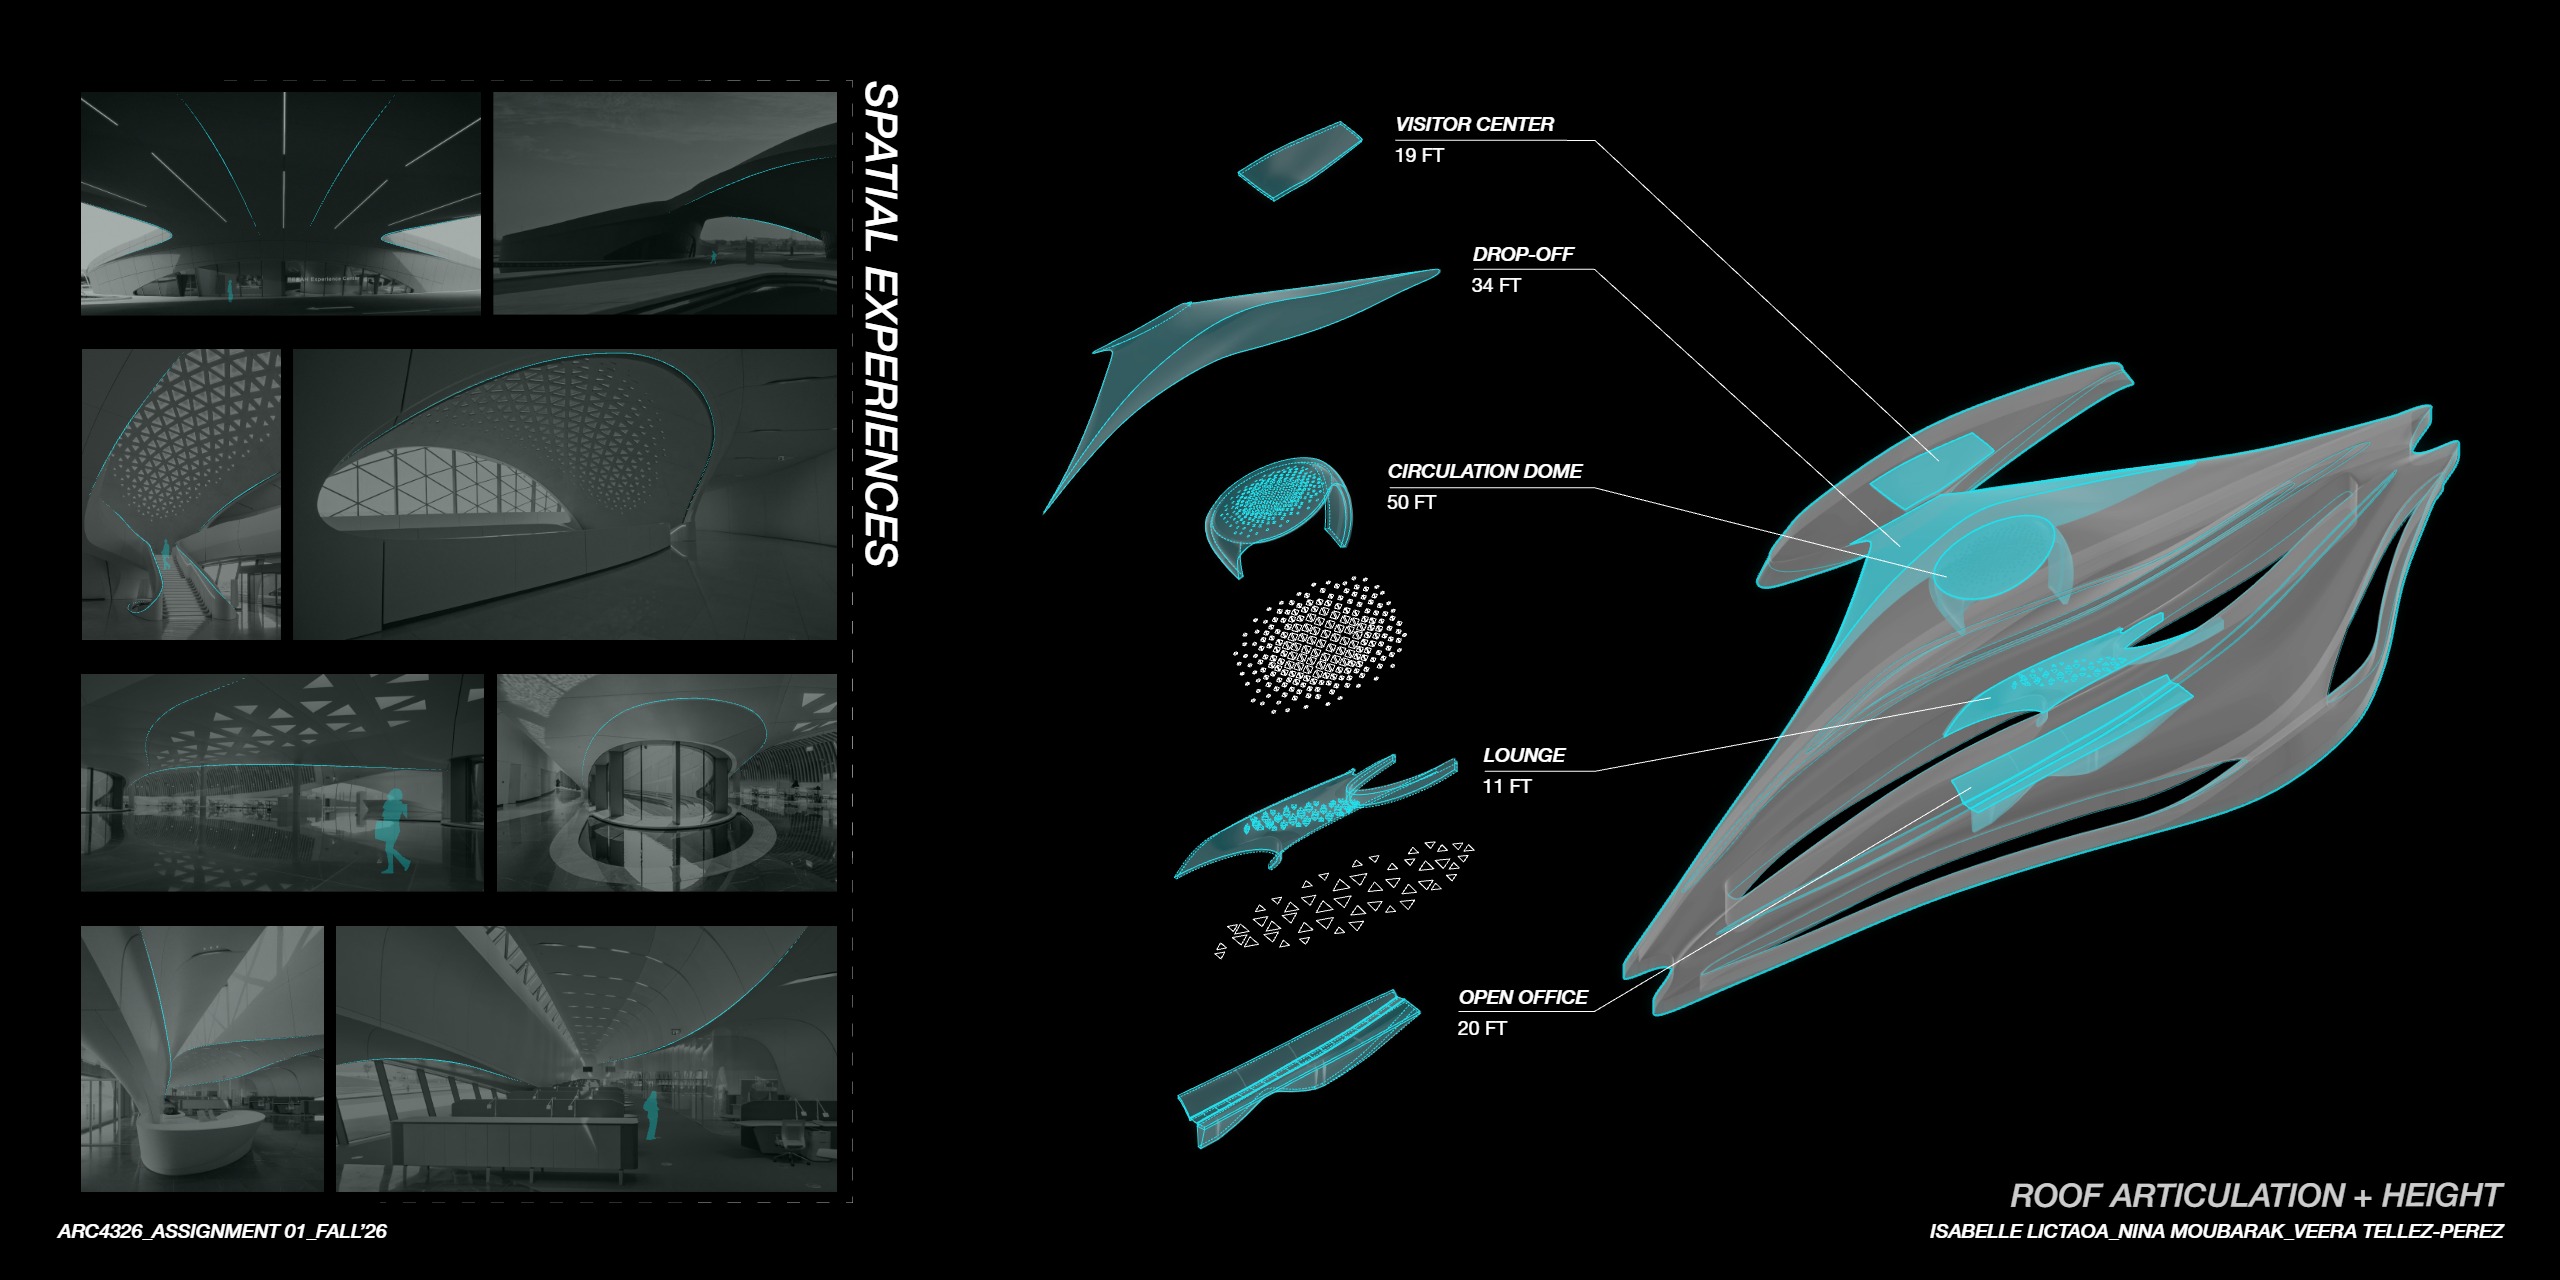 SPATIAL EXPERIENCES
VISITOR CENTER
19 FT
DROP-OFF
34 FT
CIRCULATION DOME
50 FT
LOUNGE
11 FT
OPEN OFFICE
20 FT
ROOF ARTICULATION + HEIGHT
ARC4326_ASSIGNMENT 01_FALL'26
ISABELLE LICTAOA_NINA MOUBARAK_VEERA TELLEZ-PEREZ